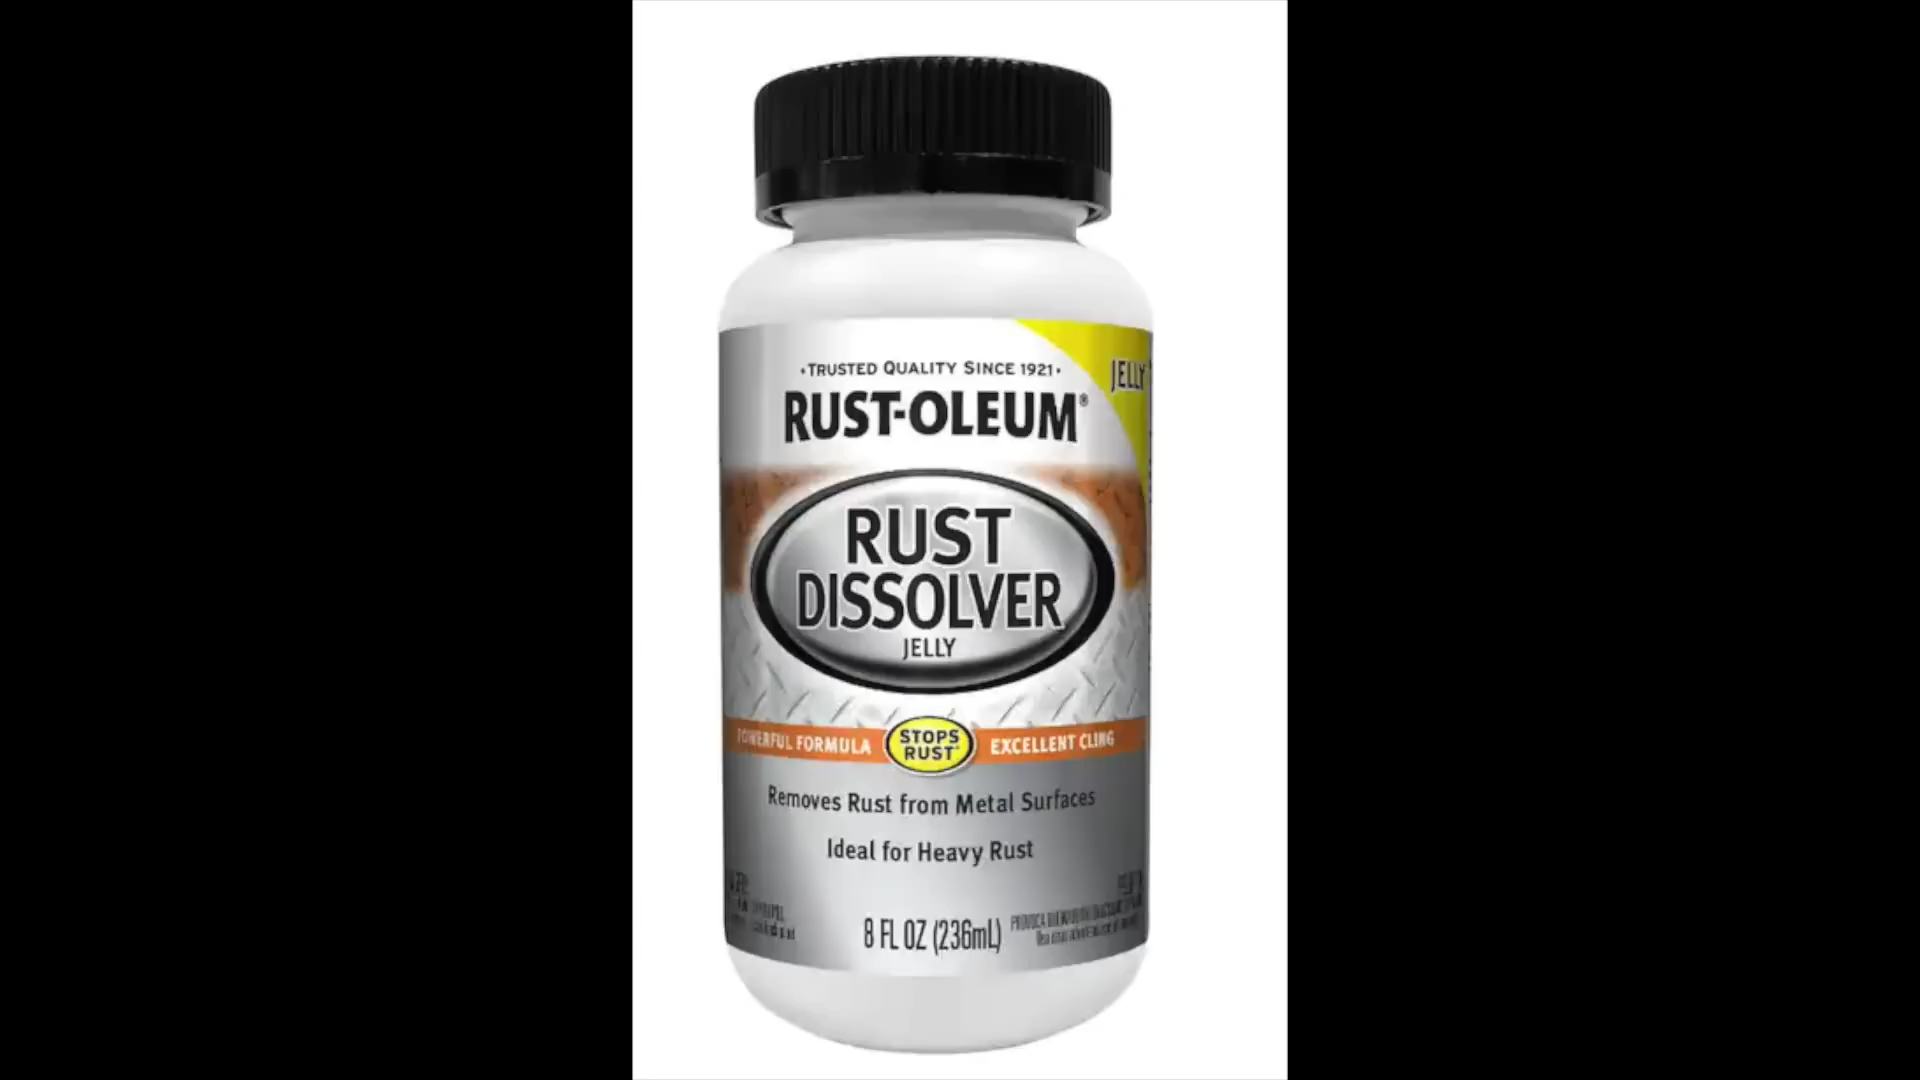 •TRUSTED QUALITY SINCE 1921•
RUST-OLEUM®
JELLY
RUST
DISSOLVER
JELLY
POWERFUL FORMULA
STOPS
RUST®
EXCELLENT CLING
Removes Rust from Metal Surfaces
Ideal for Heavy Rust
8 FL OZ (236mL)